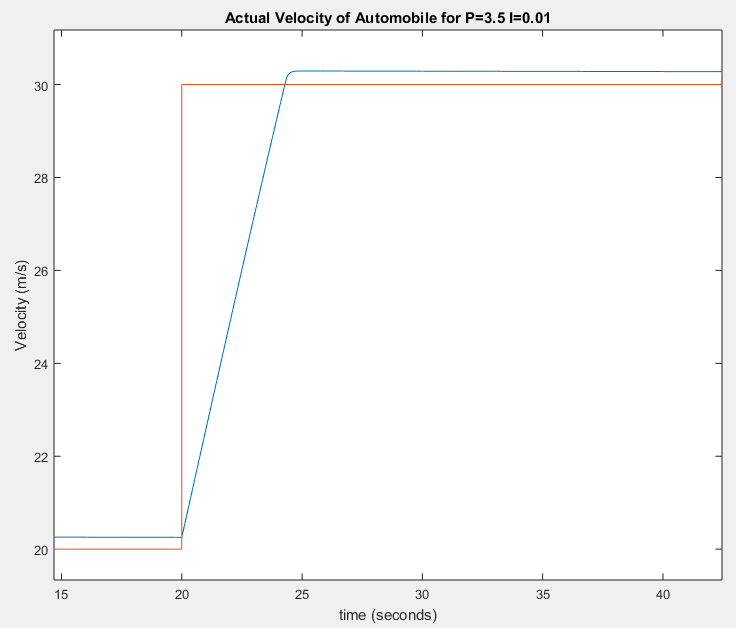 Actual Velocity of Automobile for P=3.5 I=0.01
30
28
26
24
22
20
Velocity (m/s)
15 20 25 30 35 40
time (seconds)